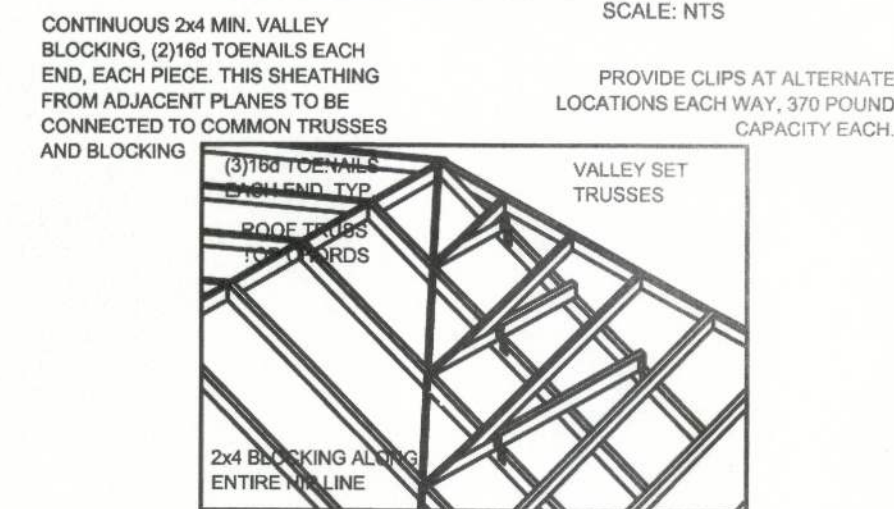 CONTINUOUS 2x4 MIN. VALLEY
BLOCKING, (2)16d TOENAILS EACH
END, EACH PIECE. THIS SHEATHING
FROM ADJACENT PLANES TO BE
CONNECTED TO COMMON TRUSSES
AND BLOCKING
SCALE: NTS
PROVIDE CLIPS AT ALTERNATE
LOCATIONS EACH WAY, 370 POUND
CAPACITY EACH.
(3)16d TOENAILS
EACH END, TYP
ROOF TRUSS
TOP CHORDS
VALLEY SET
TRUSSES
2x4 BLOCKING ALONG
ENTIRE HIP LINE